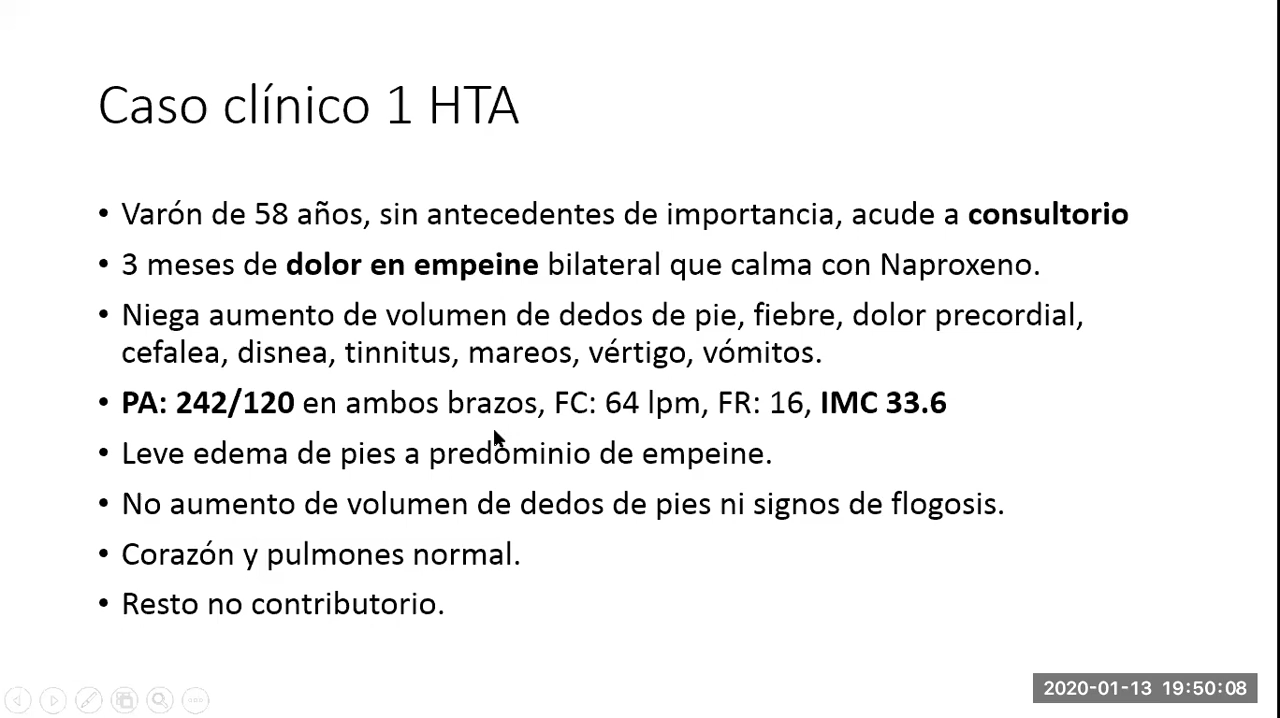 Caso clínico 1 HTA
• Varón de 58 años, sin antecedentes de importancia, acude a consultorio
• 3 meses de dolor en empeine bilateral que calma con Naproxeno.
• Niega aumento de volumen de dedos de pie, fiebre, dolor precordial,
cefalea, disnea, tinnitus, mareos, vértigo, vómitos.
• PA: 242/120 en ambos brazos, FC: 64 lpm, FR: 16, IMC 33.6
• Leve edema de pies a predominio de empeine.
• No aumento de volumen de dedos de pies ni signos de flogosis.
• Corazón y pulmones normal.
• Resto no contributorio.
2020-01-13 19:50:08